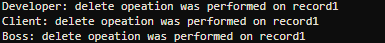 Developer: delete opeation was performed on record1
Client: delete opeation was performed on record1
Boss: delete opeation was performed on record1